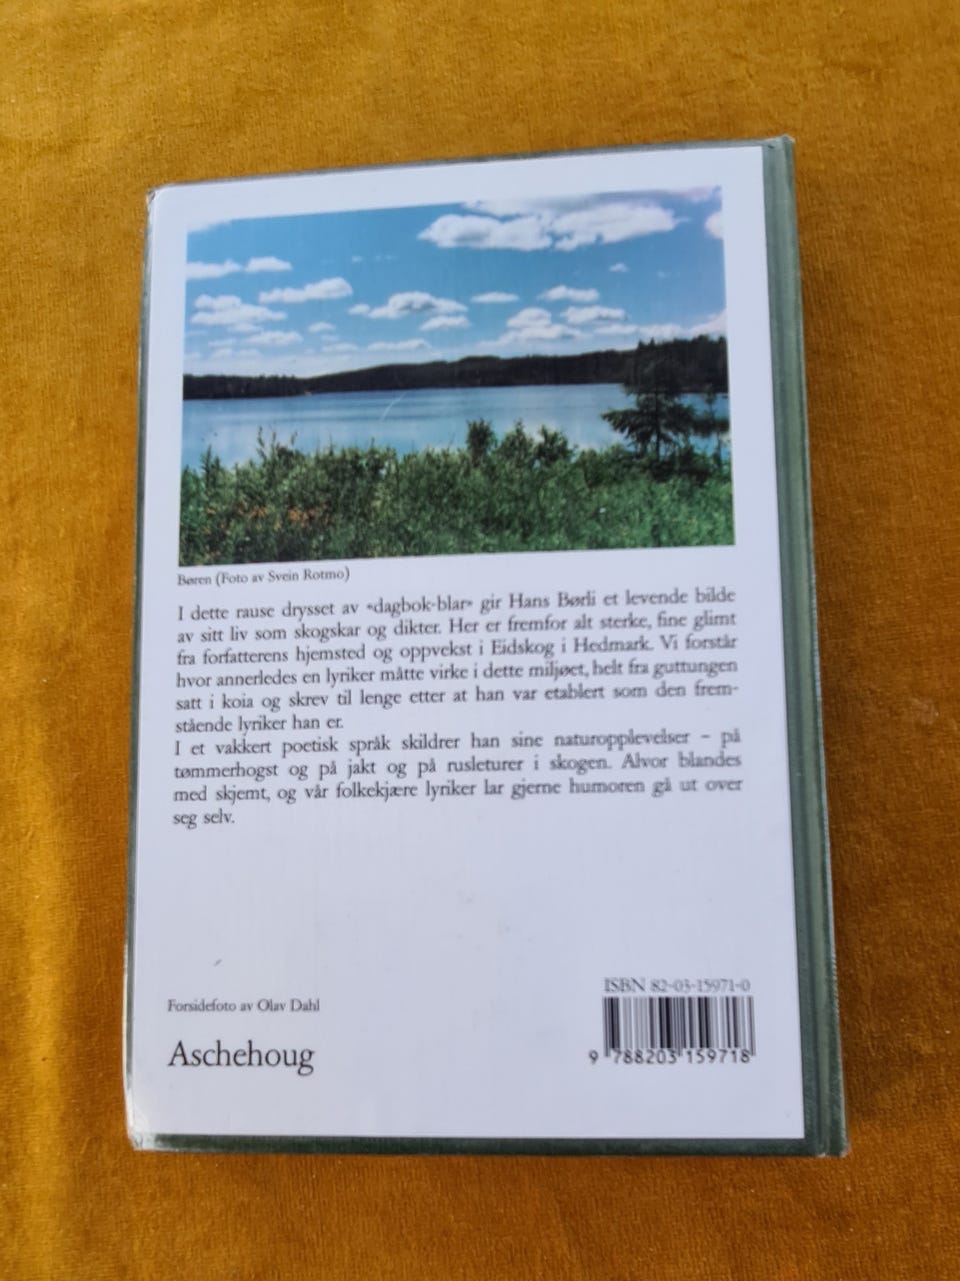 Børen (Foto av Svein Rotmo)
I dette rause drysset av «dagbok-blar» gir Hans Børli et levende bilde
av sitt liv som skogskar og dikter. Her er fremfor alt sterke, fine glimt
fra forfatterens hjemsted og oppvekst i Eidskog i Hedmark. Vi forstår
hvor annerledes en lyriker måtte virke i dette miljøet, helt fra guttungen
satt i koia og skrev til lenge etter at han var etablert som den frem-
stående lyriker han er.
I et vakkert poetisk språk skildrer han sine naturopplevelser – på
tømmerhogst og på jakt og på rusleturer i skogen. Alvor blandes
med skjemt, og vår folkekjære lyriker lar gjerne humoren gå ut over
seg selv.
ISBN 82-03-15971-0
Forsidefoto av Olav Dahl
Aschehoug
9 788203 159718